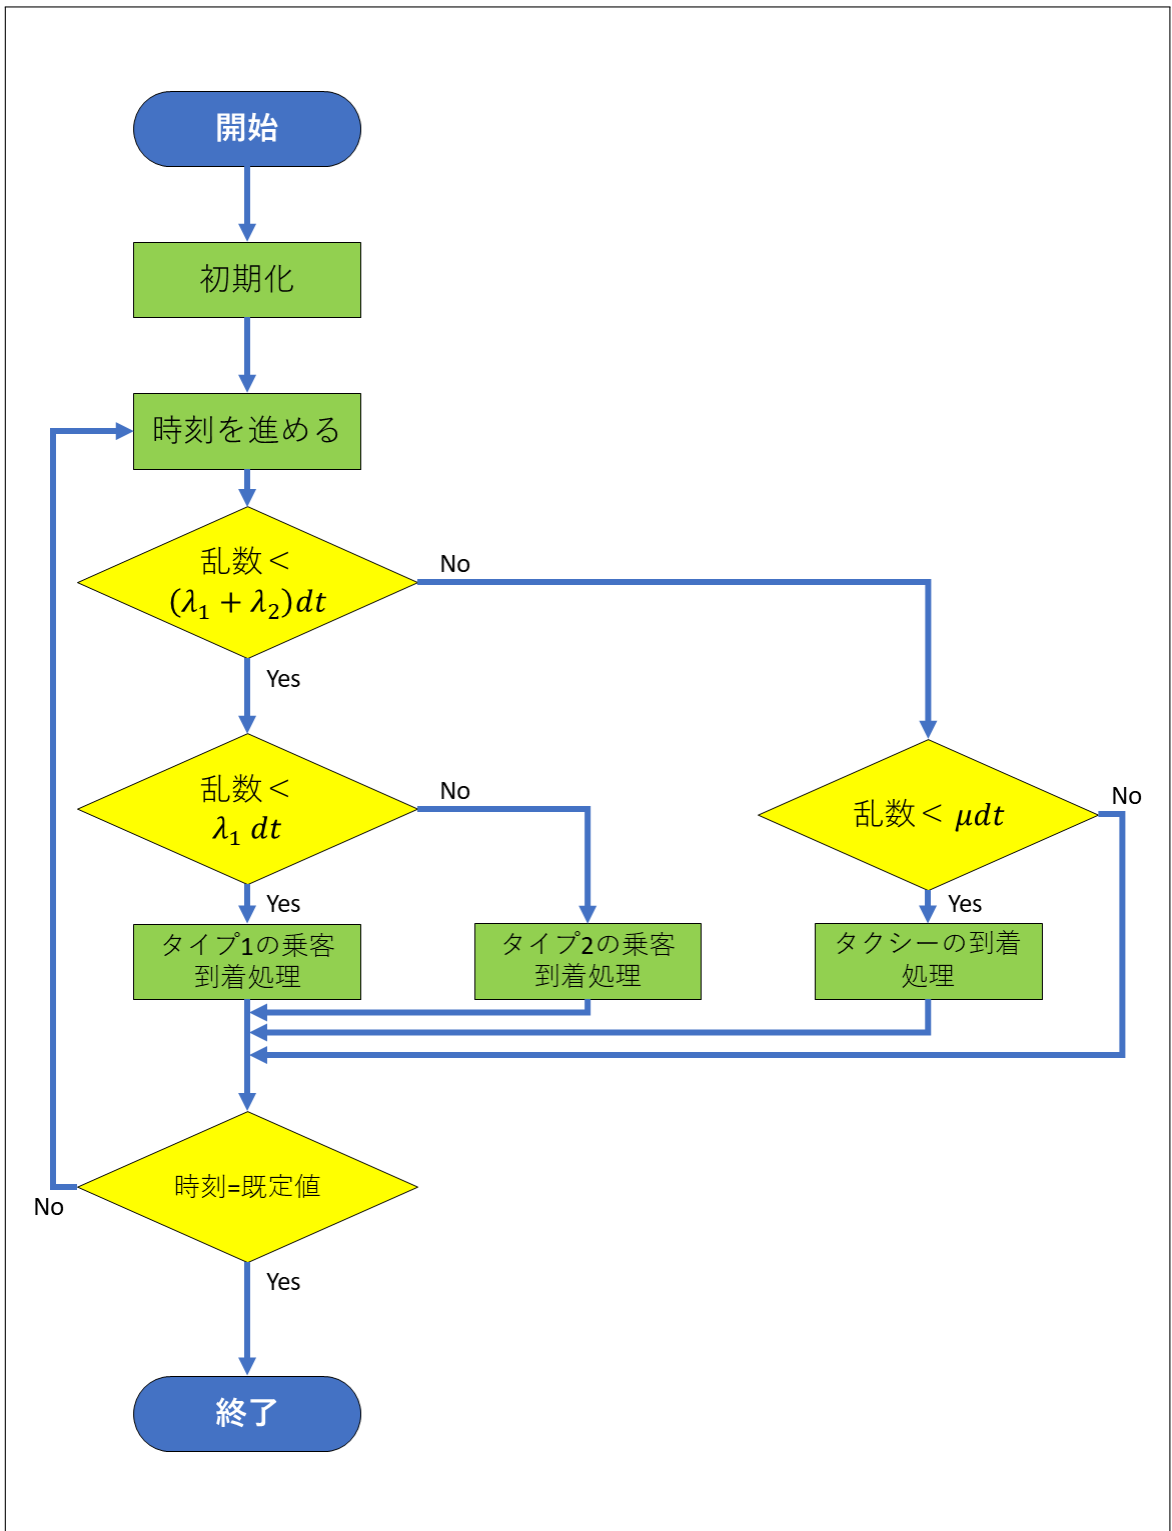 開始
初期化
時刻を進める
乱数＜
(λ₁ + λ₂)dt
No
Yes
乱数＜
λ₁ dt
No
乱数＜ μdt
No
Yes
Yes
タイプ1の乗客
到着処理
タイプ2の乗客
到着処理
タクシーの到着
処理
時刻=既定値
No
Yes
終了